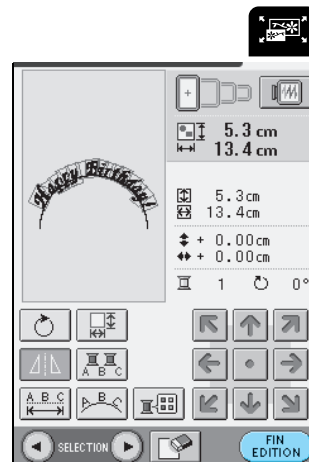 Happy Birthday!
5.3 cm
13.4 cm
5.3cm
13.4cm
+ 0.00cm
+ 0.00cm
1 0°
A B C
A B C
A B C
SELECTION
FIN
EDITION